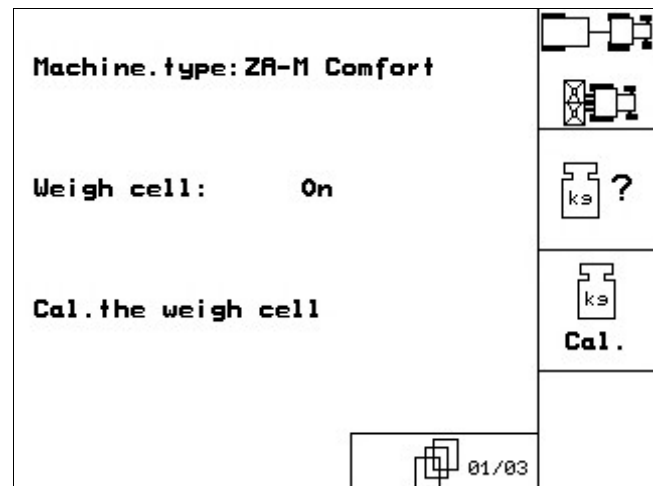 Machine.type:ZA-M Comfort
Weigh cell: On
kg ?
Cal.the weigh cell
kg
Cal.
01/03